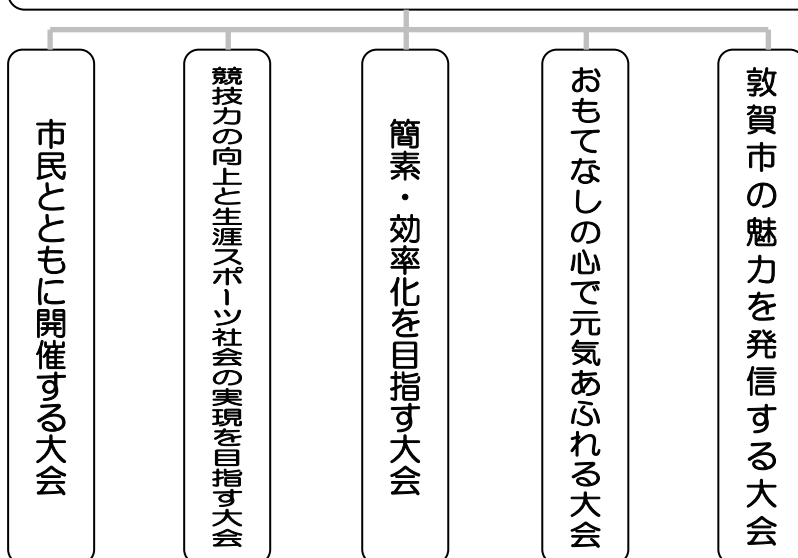 市民とともに開催する大会
競技力の向上と生涯スポーツ社会の実現を目指す大会
簡素・効率化を目指す大会
おもてなしの心で元気あふれる大会
敦賀市の魅力を発信する大会